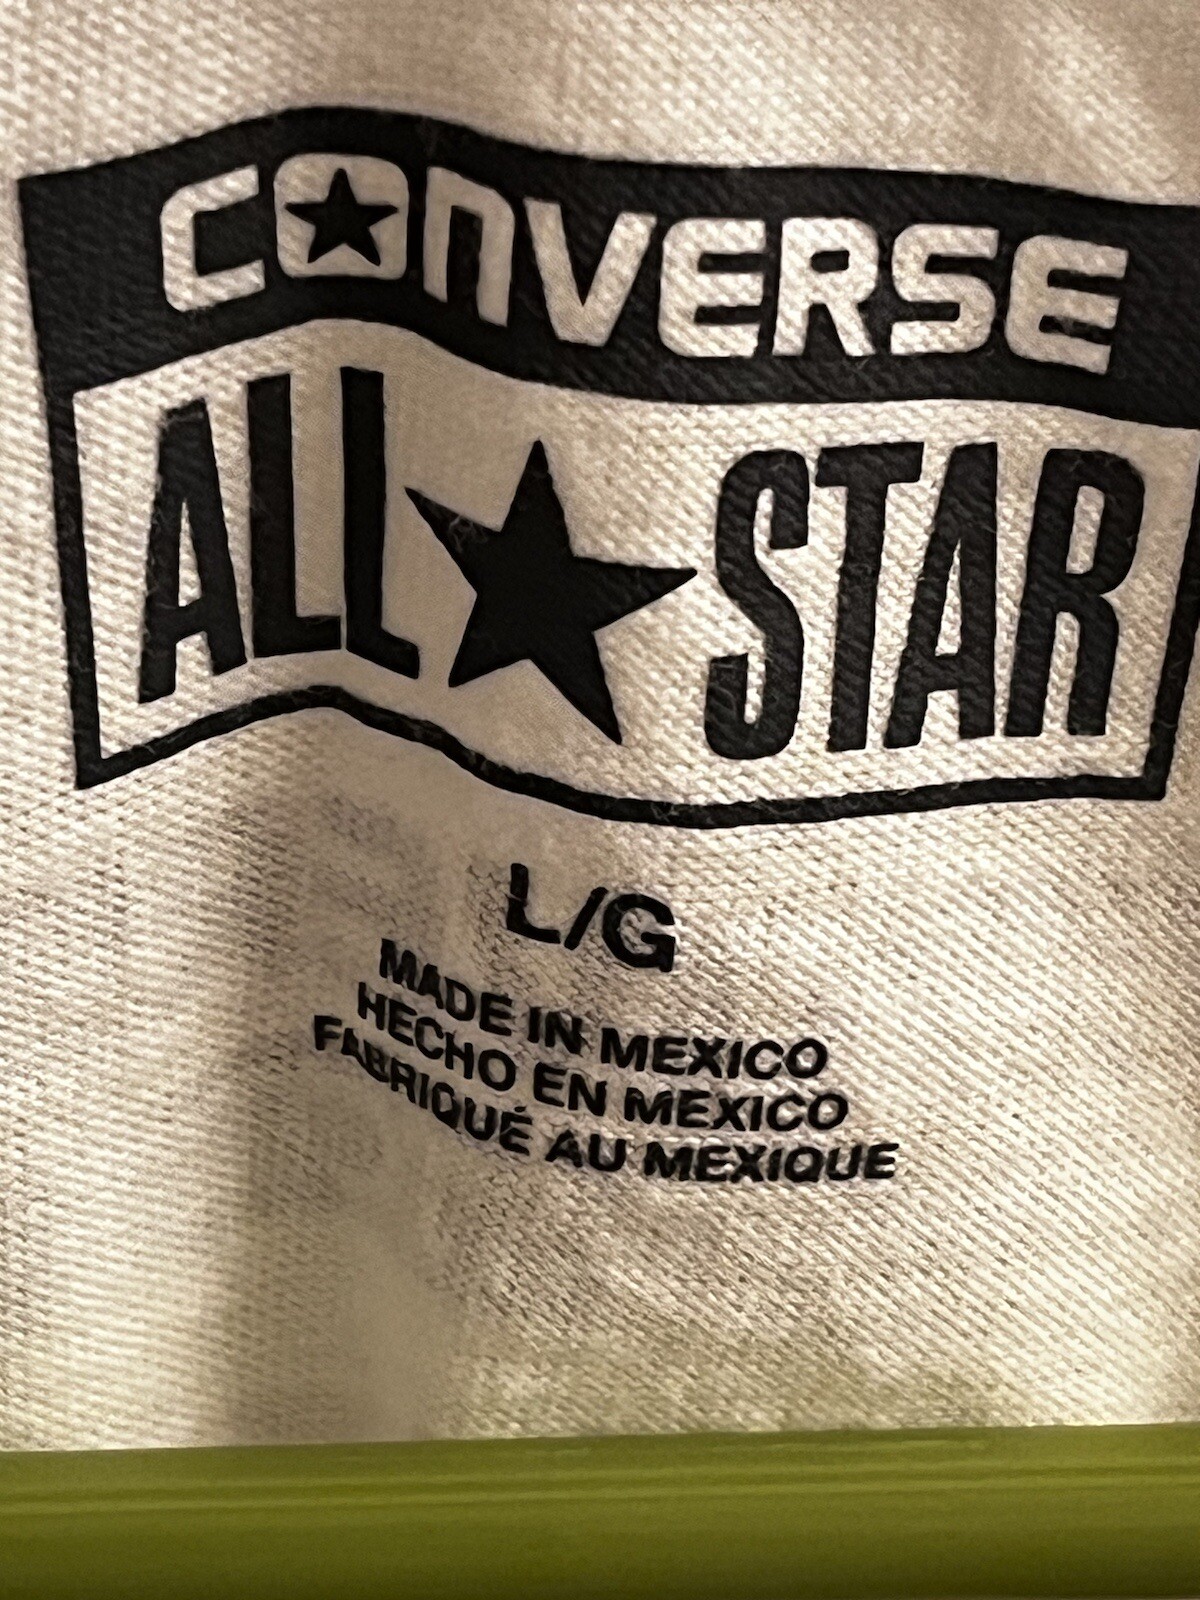 CONVERSE
ALL STAR
L/G
MADE IN MEXICO
HECHO EN MEXICO
FABRIQUÉ AU MEXIQUE